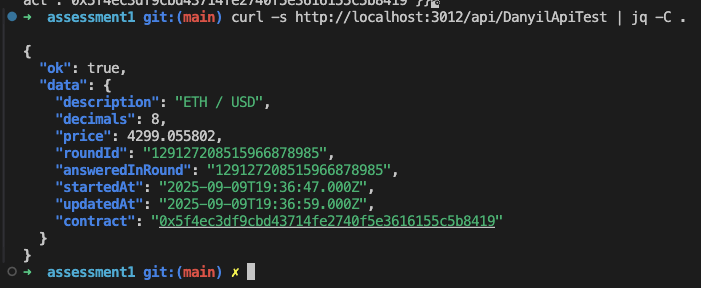 act": "0x5f4ec3df9cbd43714fe2740f5e3616155c5b8419"}}
➜ assessment1 git:(main) curl -s http://localhost:3012/api/DanyilApiTest | jq -C .
{
"ok": true,
"data": {
"description": "ETH / USD",
"decimals": 8,
"price": 4299.055802,
"roundId": "129127208515966878985",
"answeredInRound": "129127208515966878985",
"startedAt": "2025-09-09T19:36:47.000Z",
"updatedAt": "2025-09-09T19:36:59.000Z",
"contract": "0x5f4ec3df9cbd43714fe2740f5e3616155c5b8419"
}
}
➜ assessment1 git:(main) ✗